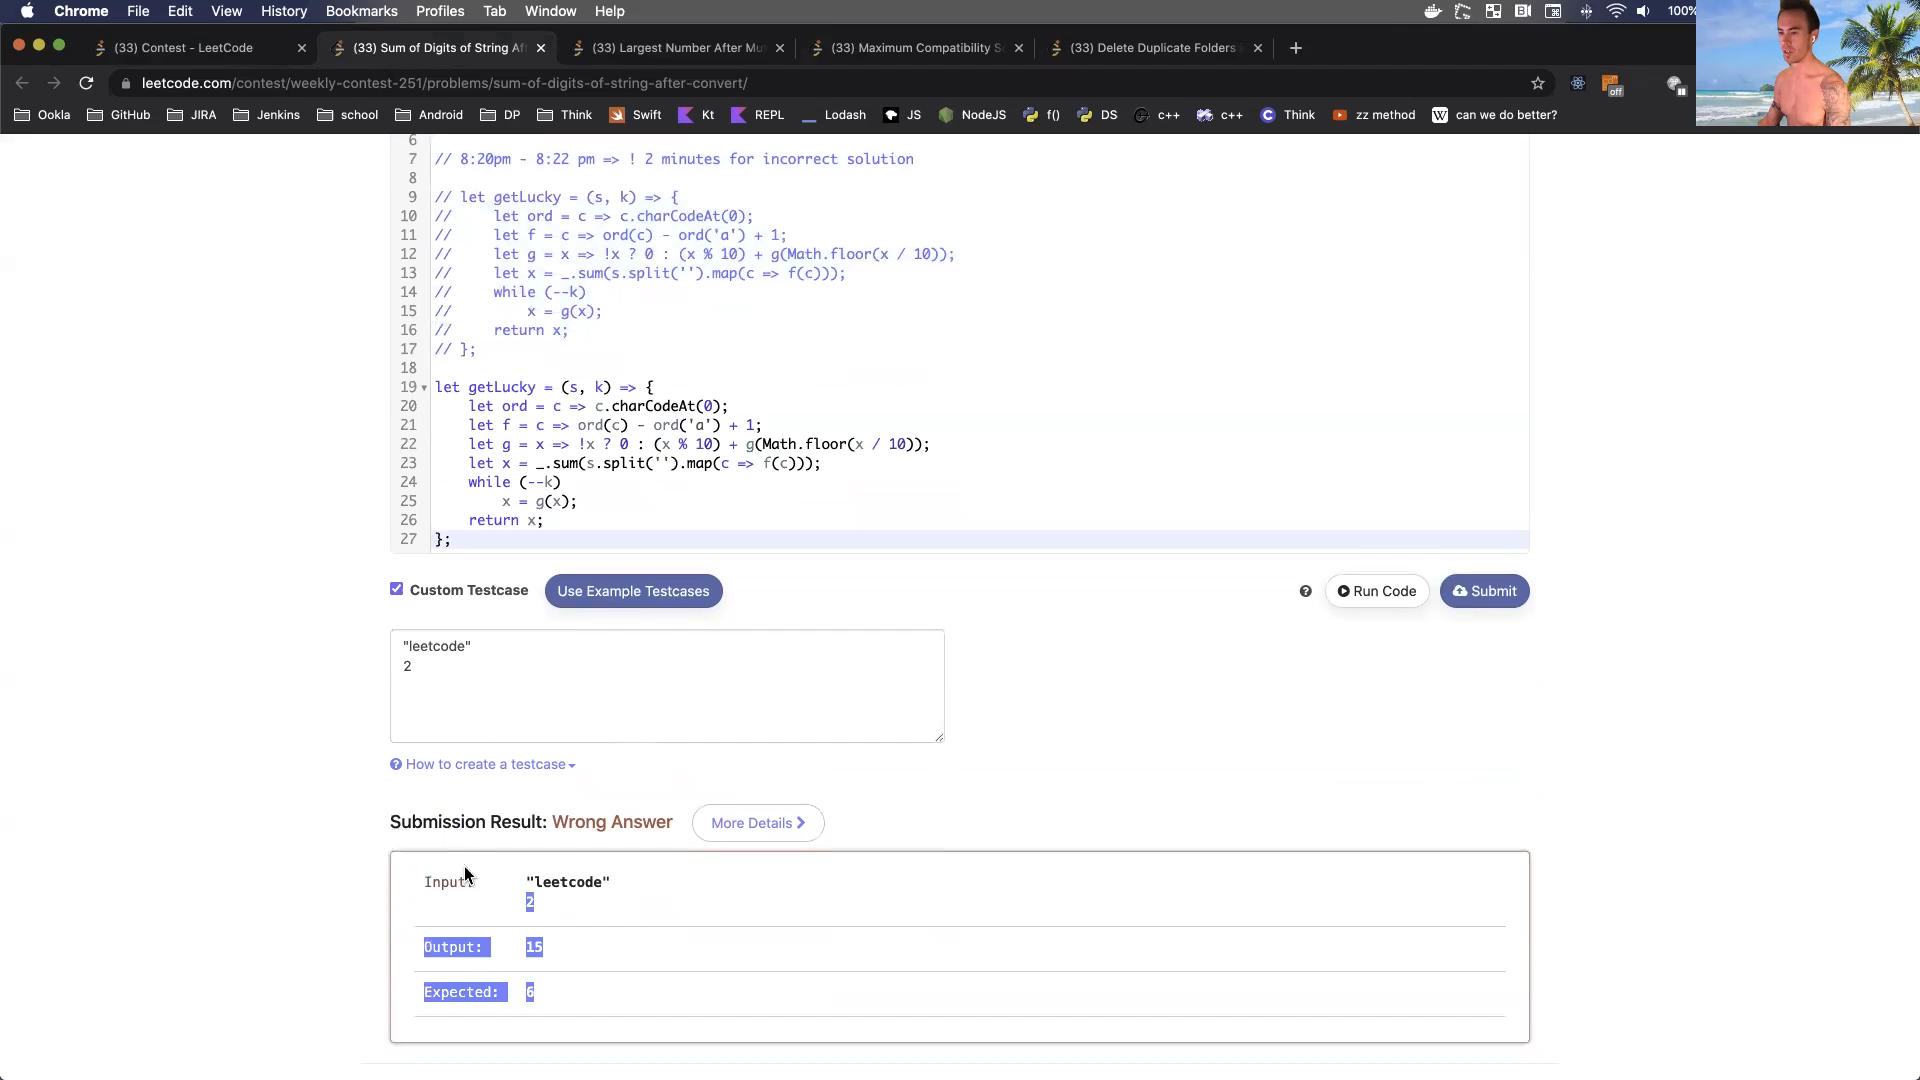 Chrome File Edit View History Bookmarks Profiles Tab Window Help 100%
(33) Contest - LeetCode (33) Sum of Digits of String Af (33) Largest Number After Mu (33) Maximum Compatibility S (33) Delete Duplicate Folders
leetcode.com/contest/weekly-contest-251/problems/sum-of-digits-of-string-after-convert/ off
Ookla GitHub JIRA Jenkins school Android DP Think Swift Kt REPL Lodash JS NodeJS f() DS c++ c++ Think zz method can we do better?
6
7 // 8:20pm - 8:22 pm => ! 2 minutes for incorrect solution
8
9 // let getLucky = (s, k) => {
10 //     let ord = c => c.charCodeAt(0);
11 //     let f = c => ord(c) - ord('a') + 1;
12 //     let g = x => !x ? 0 : (x % 10) + g(Math.floor(x / 10));
13 //     let x = _.sum(s.split('').map(c => f(c)));
14 //     while (--k)
15 //         x = g(x);
16 //     return x;
17 // };
18
19 let getLucky = (s, k) => {
20     let ord = c => c.charCodeAt(0);
21     let f = c => ord(c) - ord('a') + 1;
22     let g = x => !x ? 0 : (x % 10) + g(Math.floor(x / 10));
23     let x = _.sum(s.split('').map(c => f(c)));
24     while (--k)
25         x = g(x);
26     return x;
27 };
Custom Testcase Use Example Testcases Run Code Submit
"leetcode"
2
How to create a testcase
Submission Result: Wrong Answer More Details
Input: "leetcode"
2
Output: 15
Expected: 6